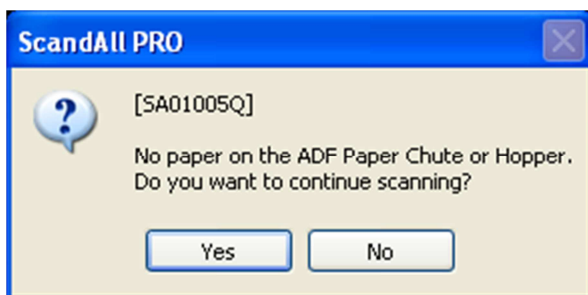 ScandAll PRO
[SA01005Q]
No paper on the ADF Paper Chute or Hopper.
Do you want to continue scanning?
Yes
No